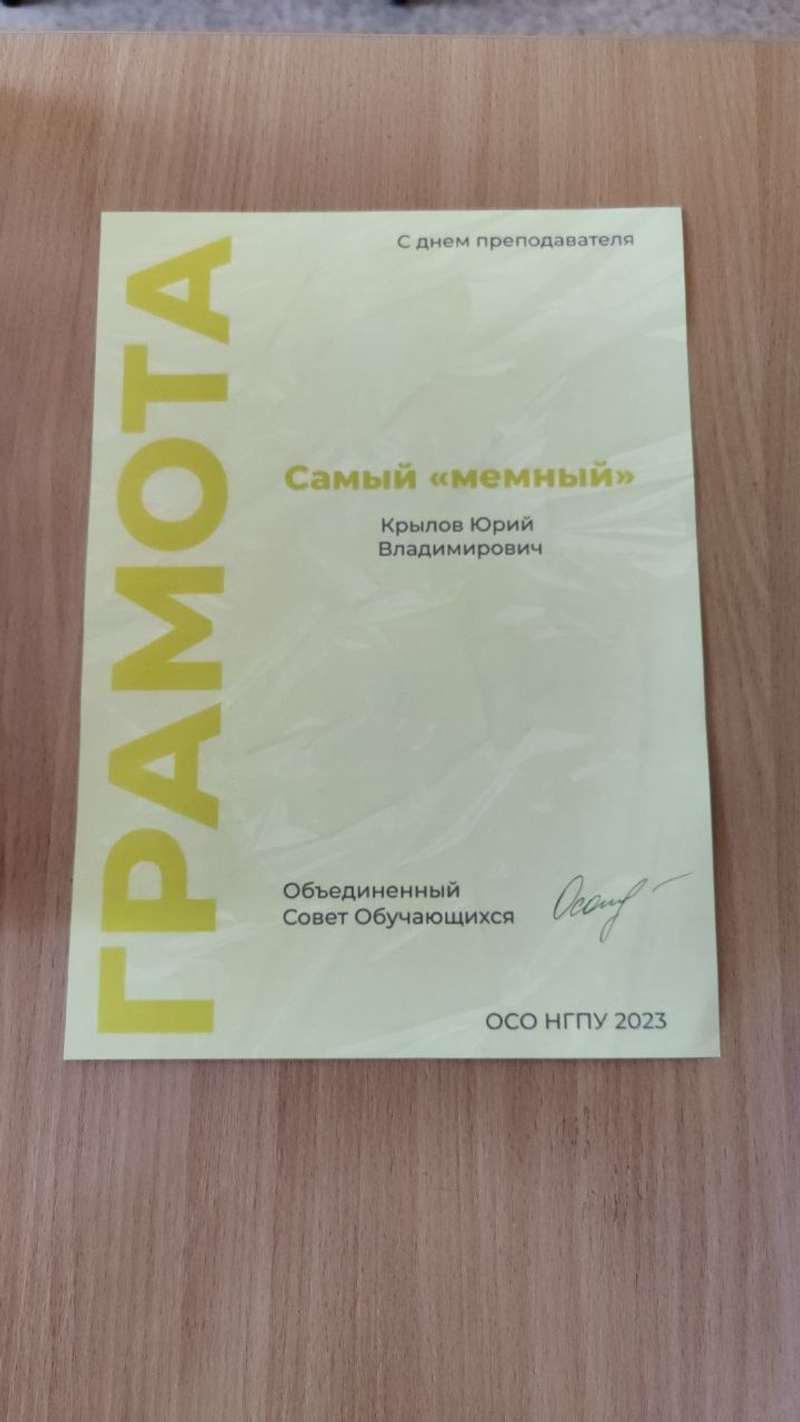 ГРАМОТА
С днем преподавателя
Самый «мемный»
Крылов Юрий
Владимирович
Объединенный
Совет Обучающихся
ОСО НГПУ 2023